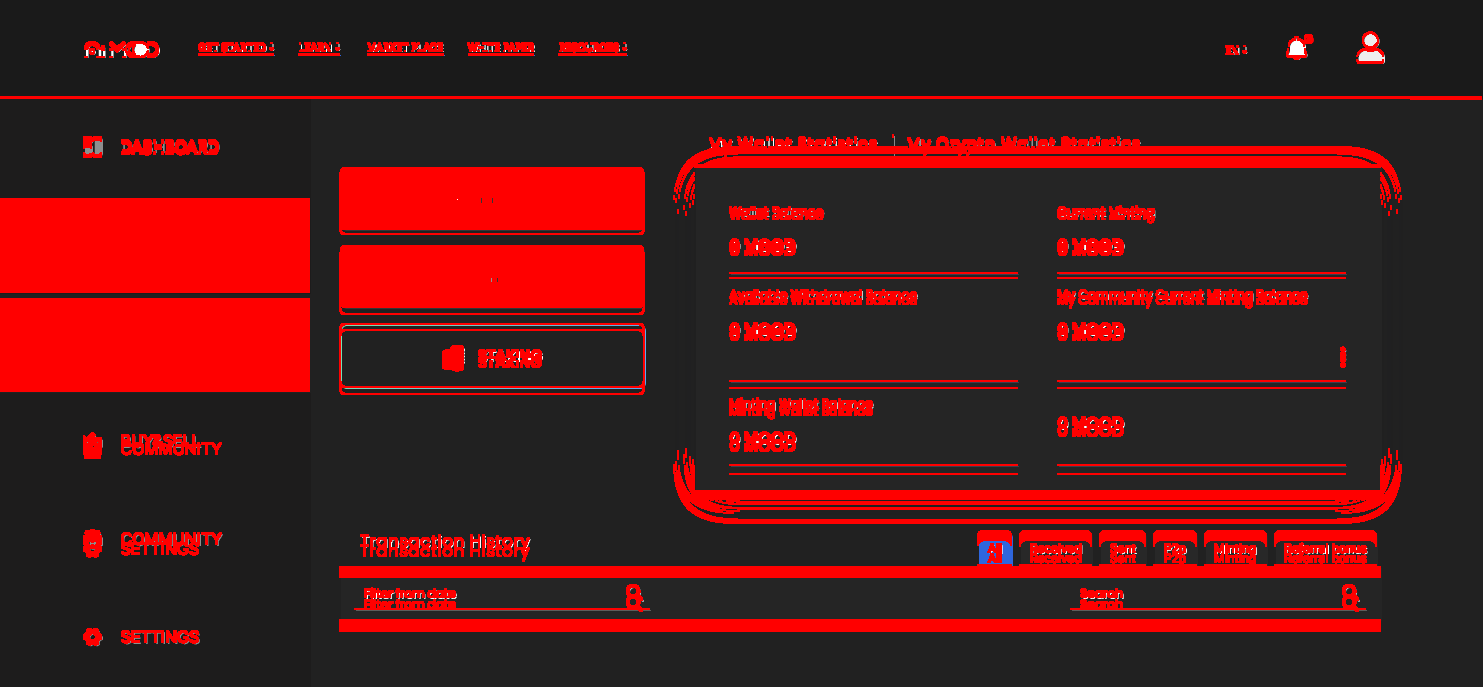 GET STARTED LEARN MARKET PLACE WHITE PAPER RESOURCES
EN
DASHBOARD
My Wallet Statistics | My Crypto Wallet Statistics
Wallet Balance
0 MOOD
Current Minting
0 MOOD
Available Withdrawal Balance
0 MOOD
My Community Current Minting Balance
0 MOOD
STAKING
Minting Wallet Balance
0 MOOD
0 MOOD
BUY&SELL
COMMUNITY
COMMUNITY
SETTINGS
SETTINGS
Transaction History
All Received Sent P2p Minting Referral bonus
Filter from date
Search